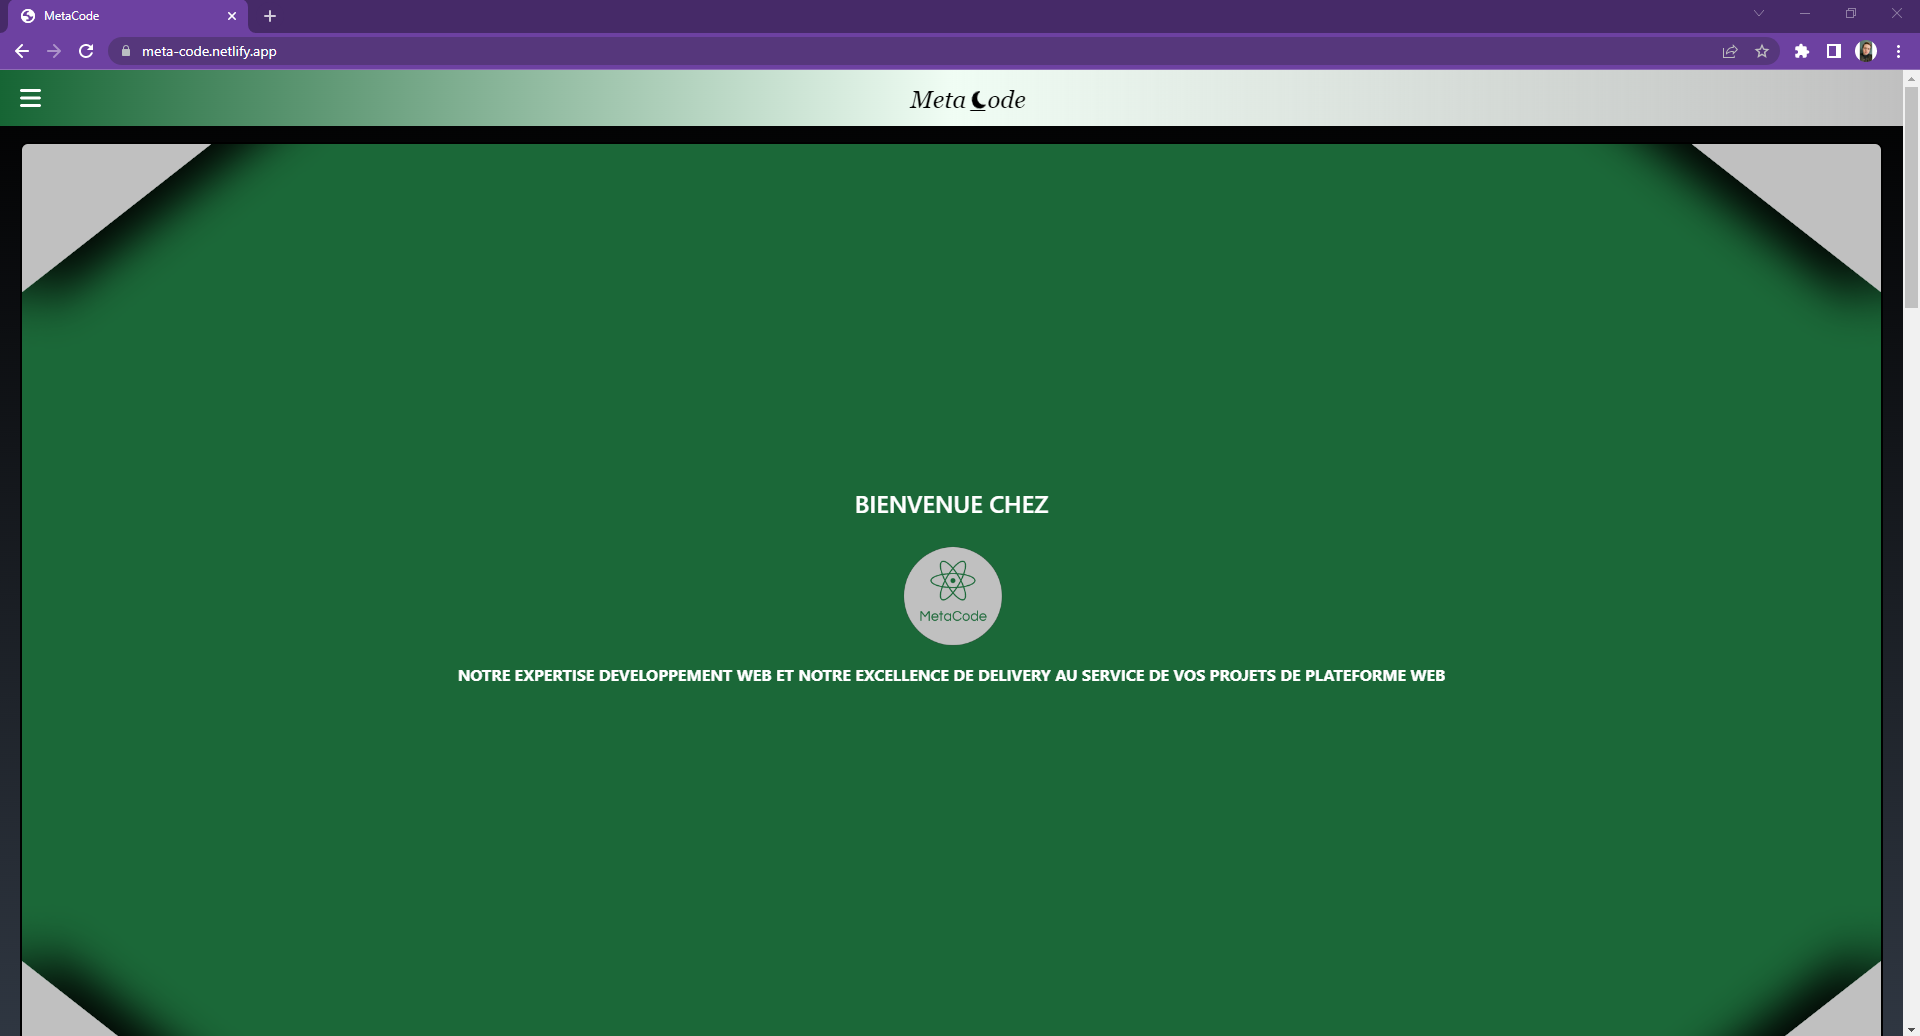 MetaCode
meta-code.netlify.app
Meta Code
BIENVENUE CHEZ
MetaCode
NOTRE EXPERTISE DEVELOPPEMENT WEB ET NOTRE EXCELLENCE DE DELIVERY AU SERVICE DE VOS PROJETS DE PLATEFORME WEB